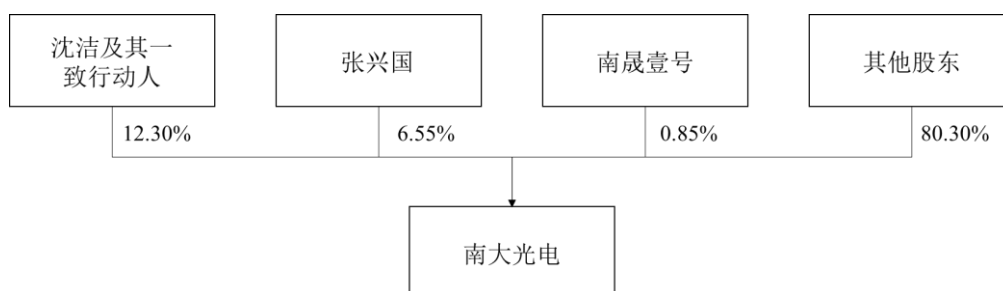 沈洁及其一
致行动人
张兴国
南晟壹号
其他股东
12.30%
6.55%
0.85%
80.30%
南大光电